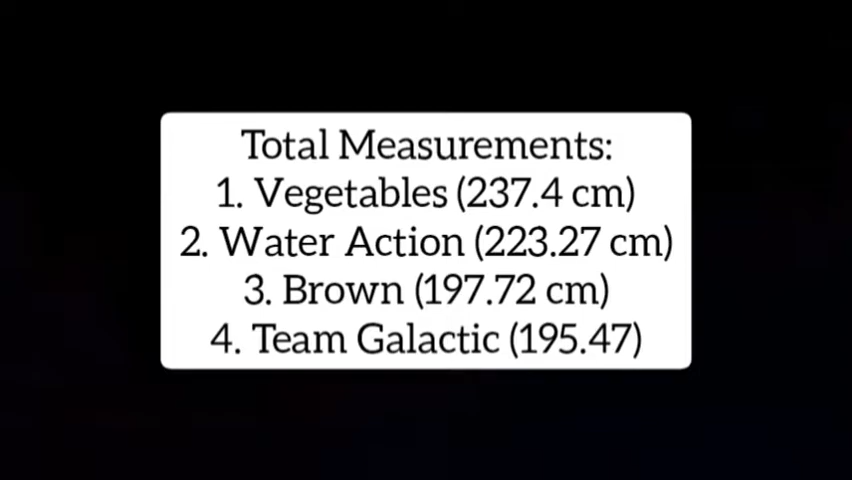 Total Measurements:
1. Vegetables (237.4 cm)
2. Water Action (223.27 cm)
3. Brown (197.72 cm)
4. Team Galactic (195.47)